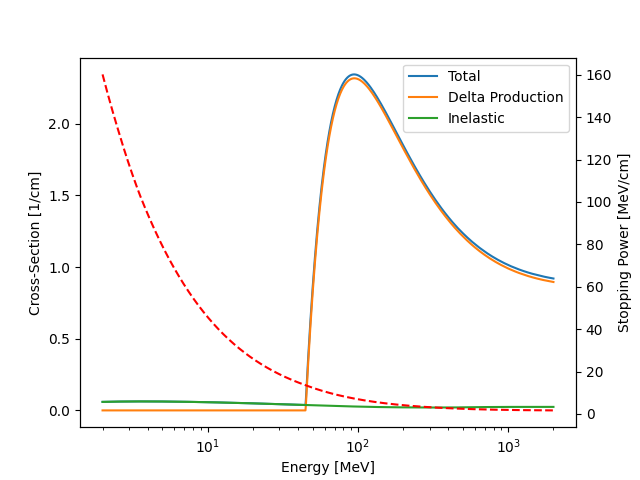 Total
Delta Production
Inelastic
Cross-Section [1/cm]
2.0
1.5
1.0
0.5
0.0
160
140
120
100
80
60
40
20
0
Stopping Power [MeV/cm]
10¹
10²
10³
Energy [MeV]